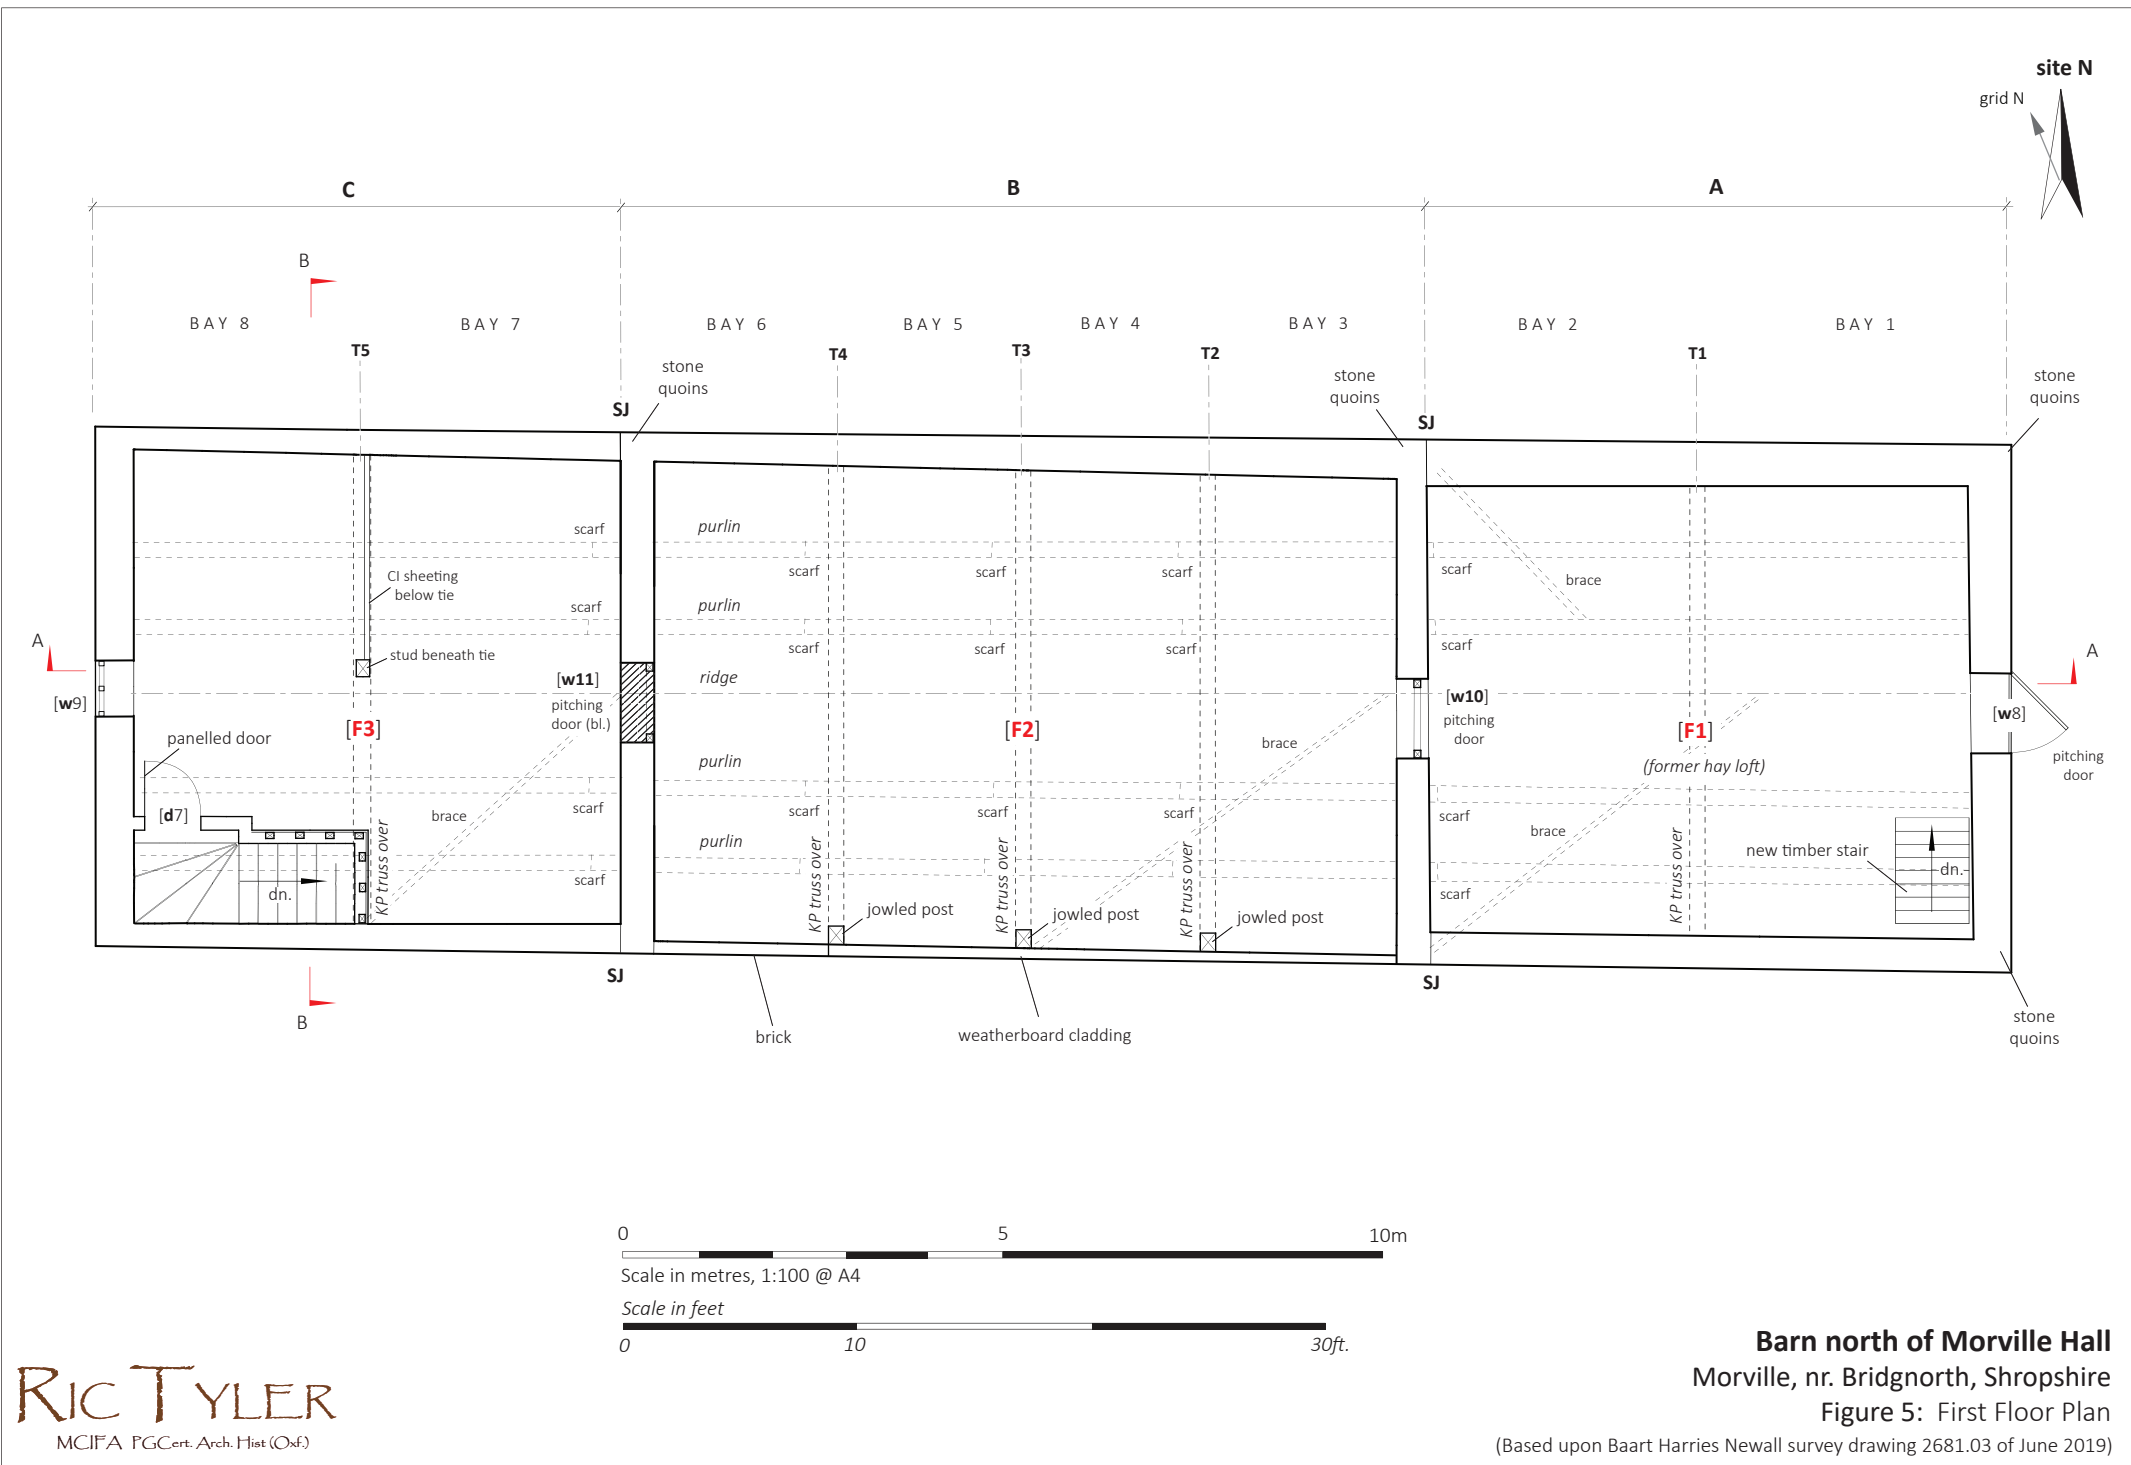 site N
grid N
C
B
A
B
BAY 8
BAY 7
BAY 6
BAY 5
BAY 4
BAY 3
BAY 2
BAY 1
T5
T4
T3
T2
T1
stone
quoins
stone
quoins
stone
quoins
SJ
SJ
scarf
purlin
scarf
scarf
scarf
scarf
CI sheeting
below tie
brace
scarf
purlin
scarf
scarf
scarf
scarf
A
stud beneath tie
A
[w9]
[w11]
pitching
door (bl.)
ridge
[w10]
pitching
door
[w8]
pitching
door
[F3]
[F2]
[F1]
panelled door
brace
(former hay loft)
purlin
[d7]
scarf
scarf
scarf
scarf
scarf
brace
brace
purlin
KP truss over
KP truss over
KP truss over
KP truss over
KP truss over
new timber stair
dn.
scarf
dn.
scarf
jowled post
jowled post
jowled post
SJ
SJ
B
brick
weatherboard cladding
stone
quoins
0 5 10m
Scale in metres, 1:100 @ A4
Scale in feet
0 10 30ft.
Barn north of Morville Hall
Morville, nr. Bridgnorth, Shropshire
Figure 5: First Floor Plan
(Based upon Baart Harries Newall survey drawing 2681.03 of June 2019)
RIC TYLER
MCIFA PGCert. Arch. Hist (Oxf.)